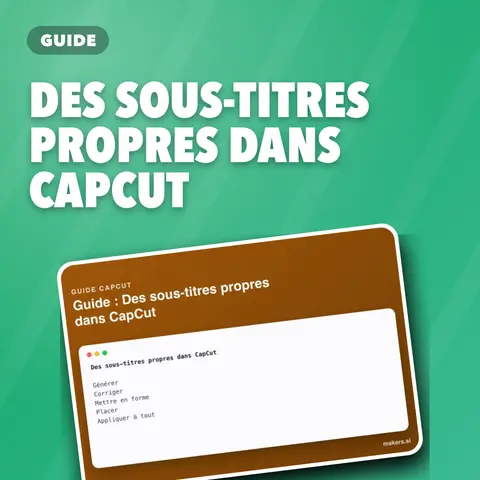 GUIDE
DES SOUS-TITRES
PROPRES DANS
CAPCUT
GUIDE CAPCUT
Guide : Des sous-titres propres
dans CapCut
Des sous-titres propres dans CapCut
Générer
Corriger
Mettre en forme
Placer
Appliquer à tout
makers.si